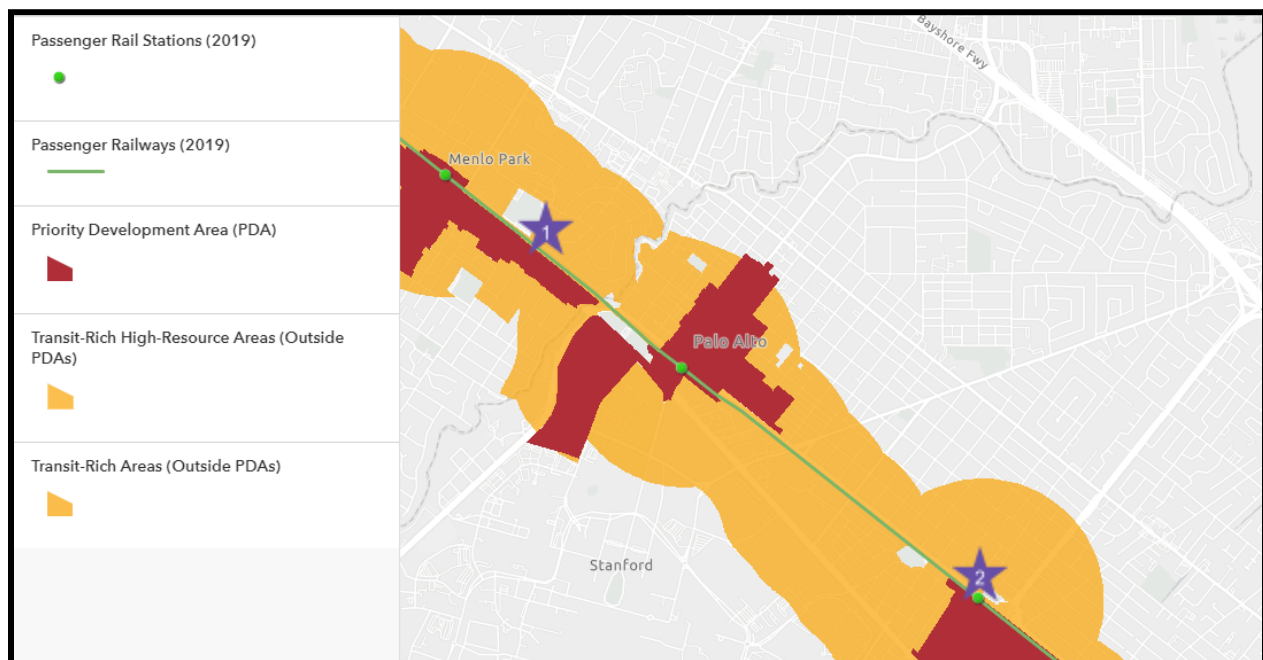 Passenger Rail Stations (2019)
Passenger Railways (2019)
Priority Development Area (PDA)
Transit-Rich High-Resource Areas (Outside
PDAs)
Transit-Rich Areas (Outside PDAs)
Bayshore Fwy
Menlo Park
1
Palo Alto
Stanford
2